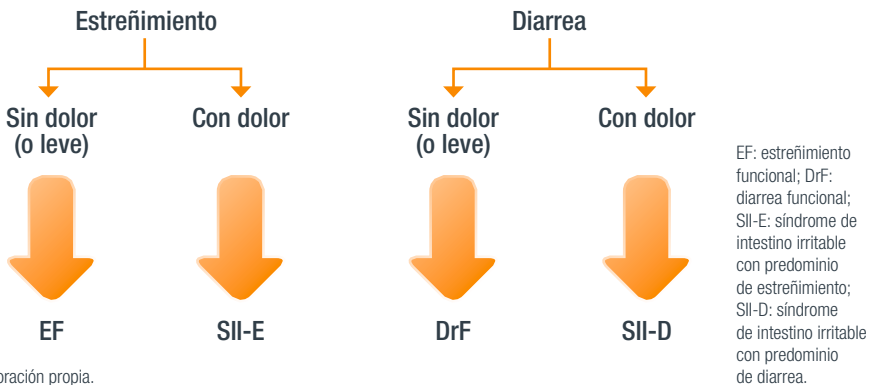 Estreñimiento
Diarrea
Sin dolor
(o leve)
Con dolor
Sin dolor
(o leve)
Con dolor
EF
SII-E
DrF
SII-D
EF: estreñimiento
funcional; DrF:
diarrea funcional;
SII-E: síndrome de
intestino irritable
con predominio
de estreñimiento;
SII-D: síndrome
de intestino irritable
con predominio
de diarrea.
propia.